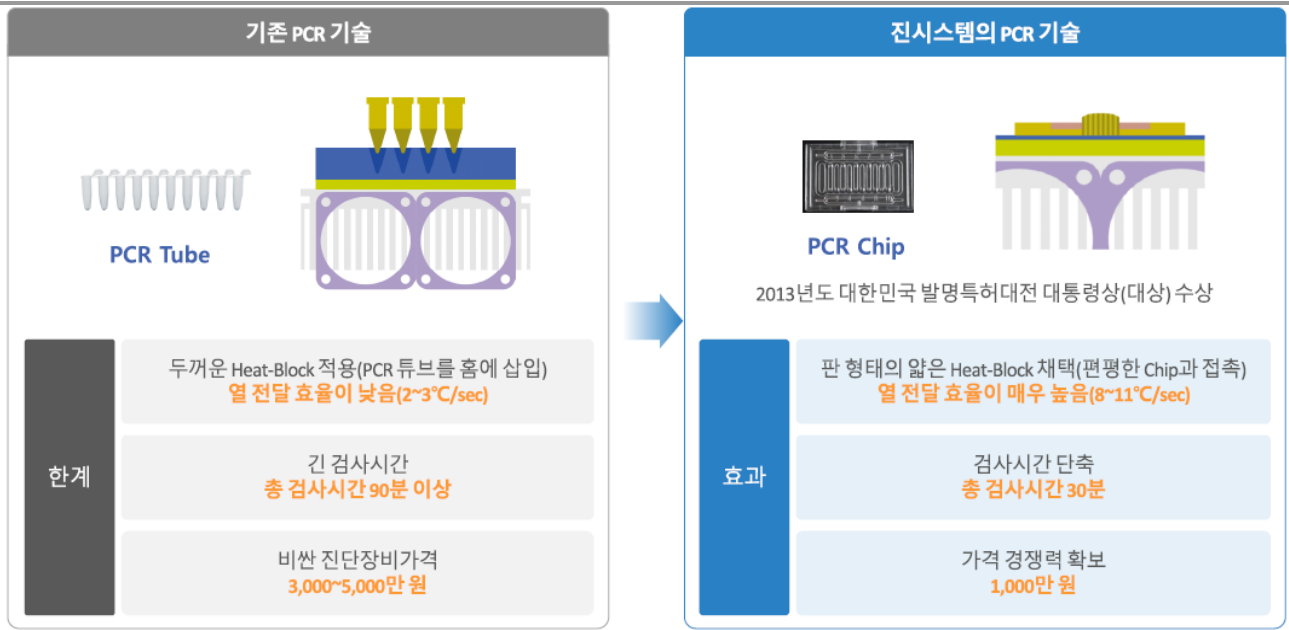 기존 PCR 기술
PCR Tube
한계
두꺼운 Heat-Block 적용(PCR 튜브를 홈에 삽입)
열 전달 효율이 낮음(2~3℃/sec)
긴 검사시간
총 검사시간 90분 이상
비싼 진단장비가격
3,000~5,000만 원
진시스템의 PCR 기술
PCR Chip
2013년도 대한민국 발명특허대전 대통령상(대상) 수상
효과
판 형태의 얇은 Heat-Block 채택(편평한 Chip과 접촉)
열 전달 효율이 매우 높음(8~11℃/sec)
검사시간 단축
총 검사시간 30분
가격 경쟁력 확보
1,000만 원